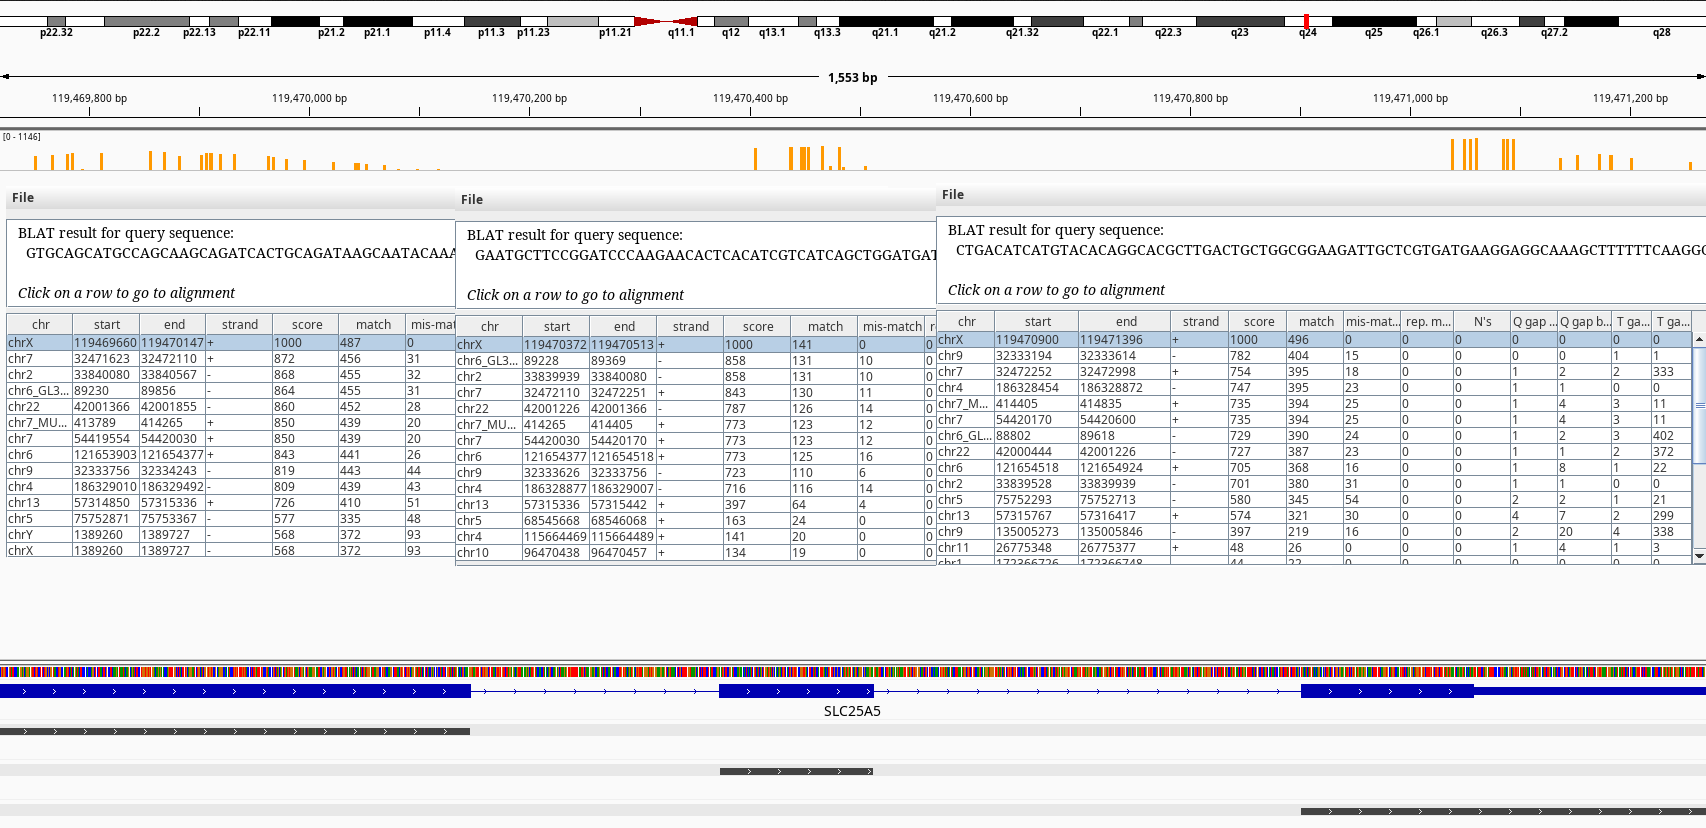 p22.32 p22.2 p22.13 p22.11 p21.2 p21.1 p11.4 p11.3 p11.23 p11.21 q11.1 q12 q13.1 q13.3 q21.1 q21.2 q21.32 q22.1 q22.3 q23 q24 q25 q26.1 q26.3 q27.2 q28
1,553 bp
119,469,800 bp 119,470,000 bp 119,470,200 bp 119,470,400 bp 119,470,600 bp 119,470,800 bp 119,471,000 bp 119,471,200 bp
[0 - 1146]
File
BLAT result for query sequence:
GTGCAGCATGCCAGCAAGCAGATCACTGCAGATAAGCAATACAAA
Click on a row to go to alignment
chr start end strand score match mis-mat
chrX 119469660 119470147 + 1000 487 0
chr7 32471623 32472110 + 872 456 31
chr2 33840080 33840567 - 868 455 32
chr6_GL3... 89230 89856 - 864 455 31
chr22 42001366 42001855 - 860 452 28
chr7_MU... 413789 414265 + 850 439 20
chr7 54419554 54420030 + 850 439 20
chr6 121653903 121654377 + 843 441 26
chr9 32333756 32334243 - 819 443 44
chr4 186329010 186329492 - 809 439 43
chr13 57314850 57315336 + 726 410 51
chr5 75752871 75753367 - 577 335 48
chrY 1389260 1389727 - 568 372 93
chrX 1389260 1389727 - 568 372 93
File
BLAT result for query sequence:
GAATGCTTCCGGATCCCAAGAACACTCACATCGTCATCAGCTGGATGAT
Click on a row to go to alignment
chr start end strand score match mis-match r
chrX 119470372 119470513 + 1000 141 0 0
chr6_GL3... 89228 89369 - 858 131 10 0
chr2 33839939 33840080 - 858 131 10 0
chr7 32472110 32472251 + 843 130 11 0
chr22 42001226 42001366 - 787 126 14 0
chr7_MU... 414265 414405 + 773 123 12 0
chr7 54420030 54420170 + 773 123 12 0
chr6 121654377 121654518 + 773 125 16 0
chr9 32333626 32333756 - 723 110 6 0
chr4 186328877 186329007 - 716 116 14 0
chr13 57315336 57315442 + 397 64 4 0
chr5 68545668 68546068 + 163 24 0 0
chr4 115664469 115664489 + 141 20 0 0
chr10 96470438 96470457 + 134 19 0 0
File
BLAT result for query sequence:
CTGACATCATGTACACAGGCACGCTTGACTGCTGGCGGAAGATTGCTCGTGATGAAGGAGGCAAAGCTTTTTTCAAGGG
Click on a row to go to alignment
chr start end strand score match mis-mat... rep. m... N's Q gap ... Q gap b... T ga... T ga...
chrX 119470900 119471396 + 1000 496 0 0 0 0 0 0 0
chr9 32333194 32333614 - 782 404 15 0 0 0 0 1 1
chr7 32472252 32472998 + 754 395 18 0 0 1 2 2 333
chr4 186328454 186328872 - 747 395 23 0 0 1 1 0 0
chr7_M... 414405 414835 + 735 394 25 0 0 1 4 3 11
chr7 54420170 54420600 + 735 394 25 0 0 1 4 3 11
chr6_GL... 88802 89618 - 729 390 24 0 0 1 2 3 402
chr22 42000444 42001226 - 727 387 23 0 0 1 1 2 372
chr6 121654518 121654924 + 705 368 16 0 0 1 8 1 22
chr2 33839528 33839939 - 701 380 31 0 0 1 1 0 0
chr5 75752293 75752713 - 580 345 54 0 0 2 2 1 21
chr13 57315767 57316417 + 574 321 30 0 0 4 7 2 299
chr9 135005273 135005846 - 397 219 16 0 0 2 20 4 338
chr11 26775348 26775377 + 48 26 0 0 0 1 4 1 3
chr1 172366726 172366748 44 22 0 0 0 0 0 0 0
SLC25A5